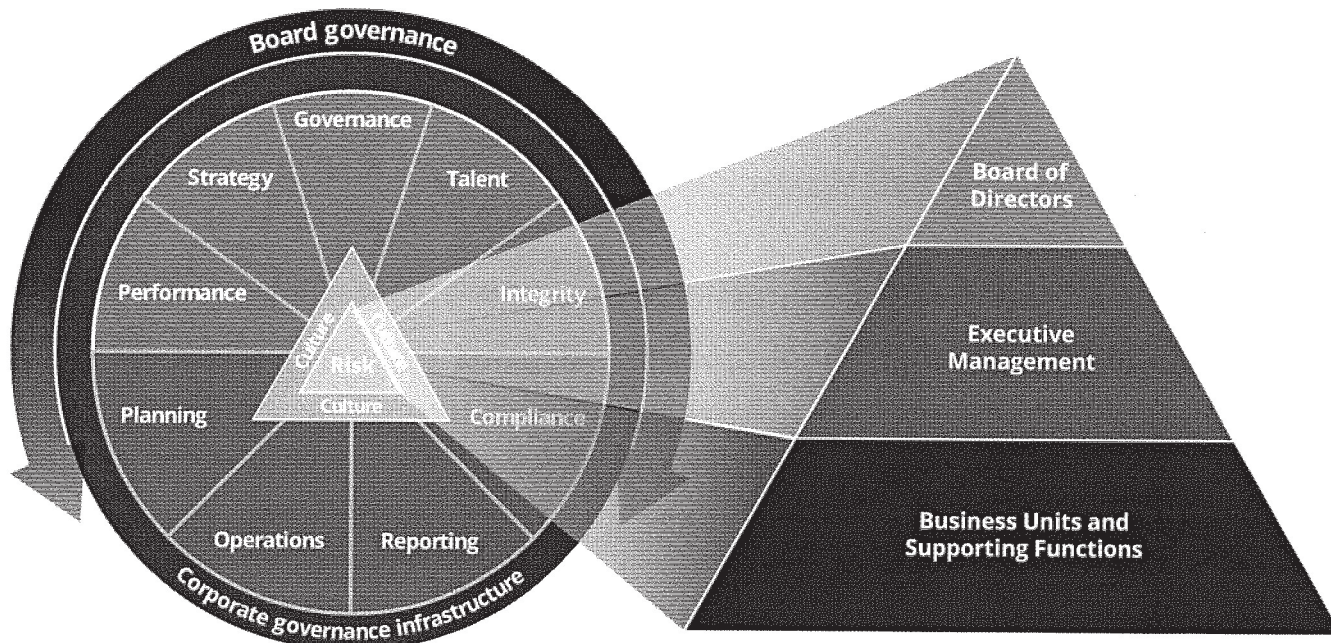 Board governance
Governance
Strategy
Talent
Performance
Integrity
Culture
Risk
Culture
Planning
Compliance
Operations
Reporting
Corporate governance infrastructure
Board of
Directors
Executive
Management
Business Units and
Supporting Functions